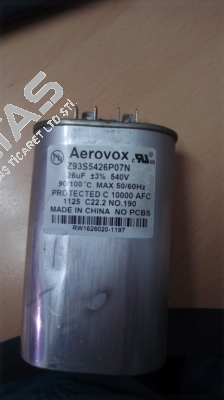 Aerovox
Z93S5426P07N
26uF ±3% 540V
90/100°C MAX 50/60Hz
PROTECTED C 10000 AFC
1125 C22.2 NO.190
MADE IN CHINA NO PCBS
RW1626020-1197